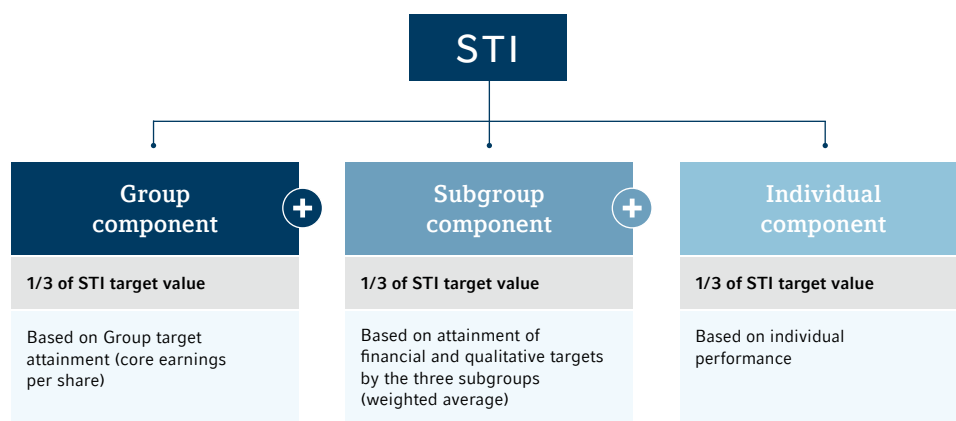 STI
Group
component
1/3 of STI target value
Based on Group target
attainment (core earnings
per share)
Subgroup
component
1/3 of STI target value
Based on attainment of
financial and qualitative targets
by the three subgroups
(weighted average)
Individual
component
1/3 of STI target value
Based on individual
performance